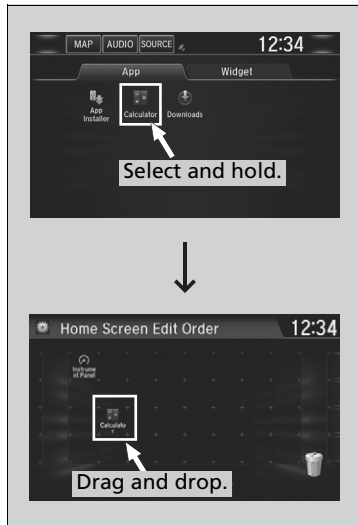 MAP AUDIO SOURCE 12:34
App Widget
App
Installer
Calculator
Downloads
Select and hold.
Home Screen Edit Order 12:34
Instrume
nt Panel
Calculato
r
Drag and drop.